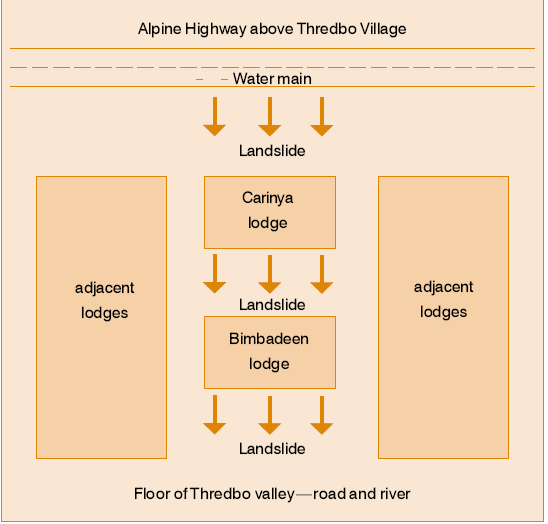 Alpine Highway above Thredbo Village
Water main
Landslide
Carinya
lodge
adjacent
lodges
adjacent
lodges
Landslide
Bimbadeen
lodge
Landslide
Floor of Thredbo valley—road and river